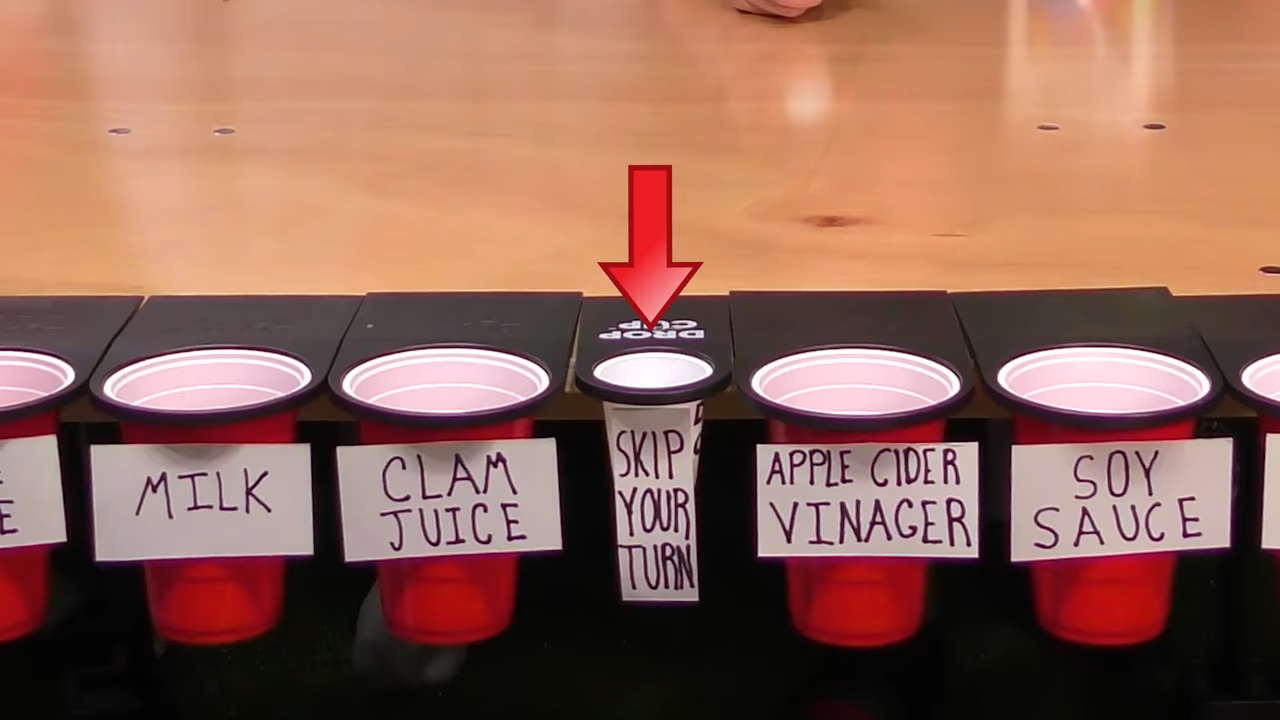 DROP
CUP
MILK
CLAM
JUICE
SKIP
YOUR
TURN
APPLE CIDER
VINAGER
SOY
SAUCE